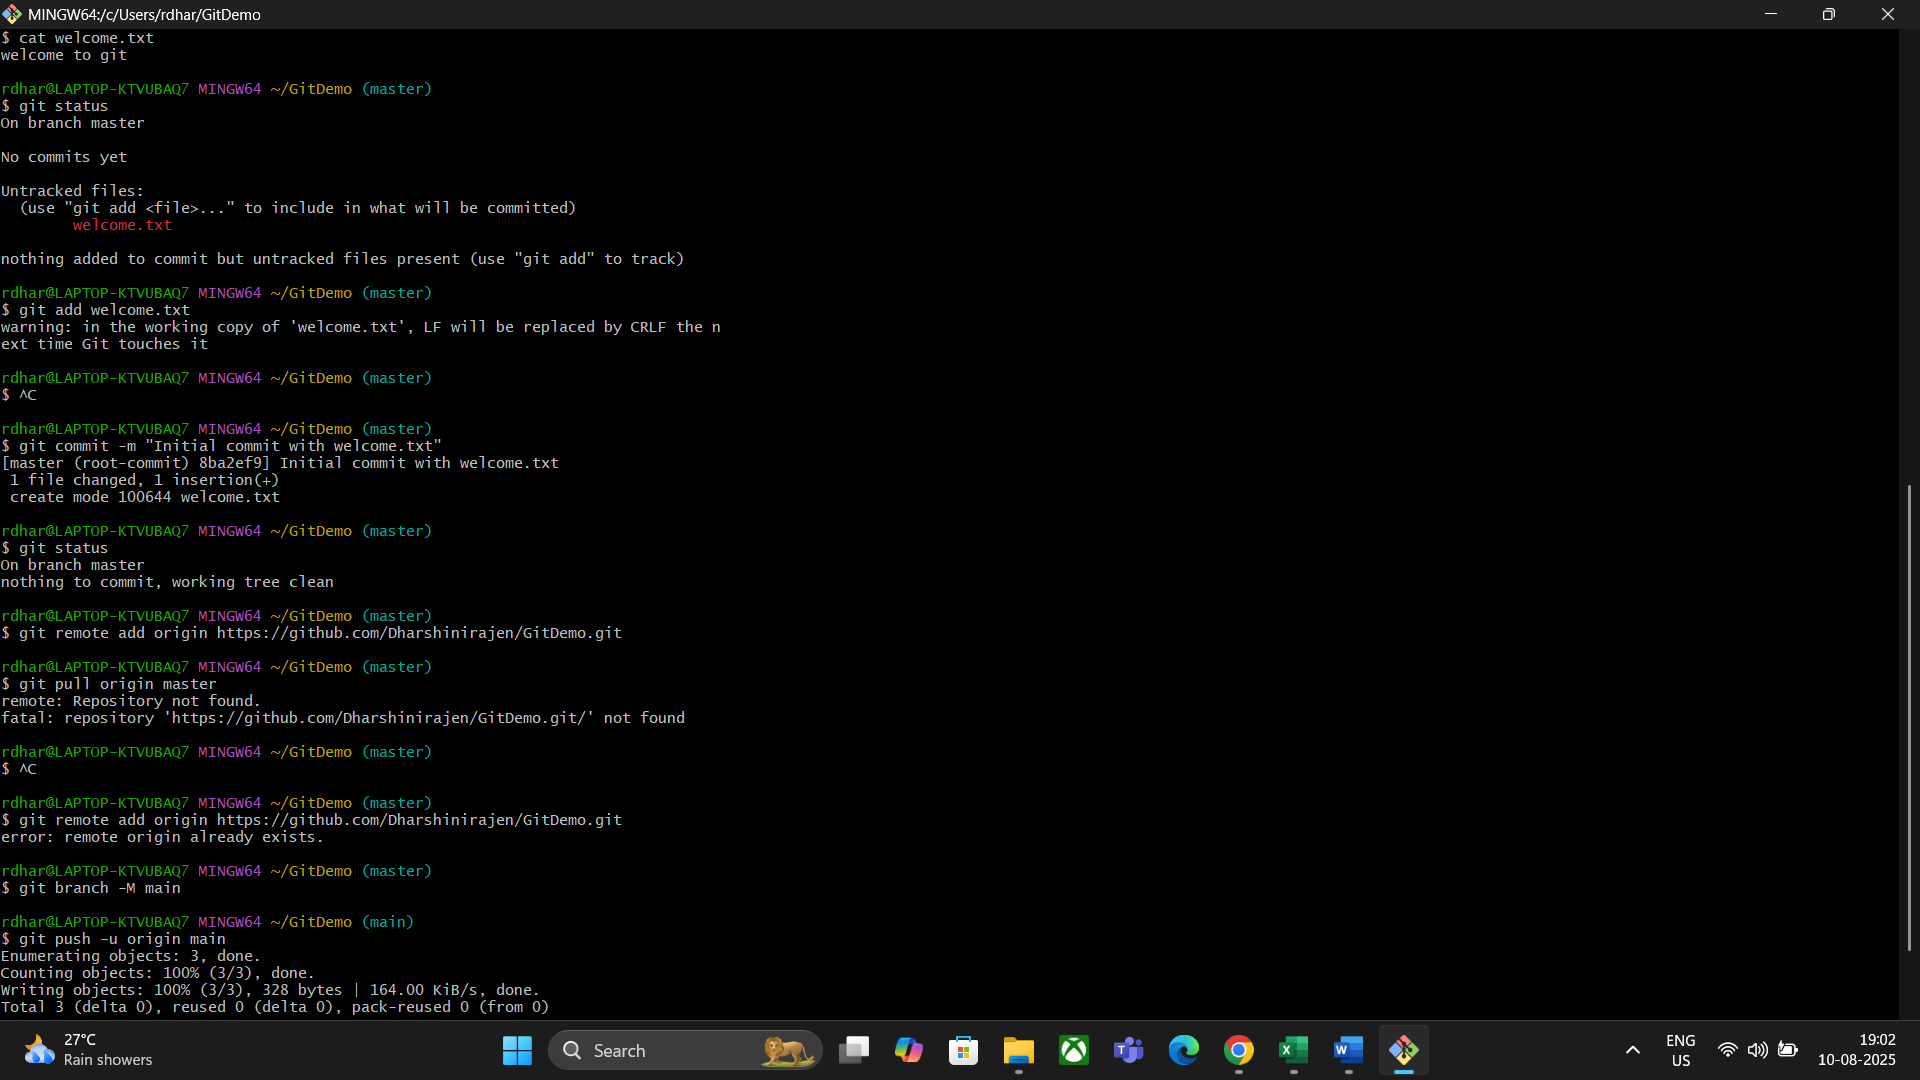 MINGW64:/c/Users/rdhar/GitDemo
$ cat welcome.txt
welcome to git
rdhar@LAPTOP-KTVUBAQ7 MINGW64 ~/GitDemo (master)
$ git status
On branch master
No commits yet
Untracked files:
  (use "git add <file>..." to include in what will be committed)
        welcome.txt
nothing added to commit but untracked files present (use "git add" to track)
rdhar@LAPTOP-KTVUBAQ7 MINGW64 ~/GitDemo (master)
$ git add welcome.txt
warning: in the working copy of 'welcome.txt', LF will be replaced by CRLF the n
ext time Git touches it
rdhar@LAPTOP-KTVUBAQ7 MINGW64 ~/GitDemo (master)
$ ^C
rdhar@LAPTOP-KTVUBAQ7 MINGW64 ~/GitDemo (master)
$ git commit -m "Initial commit with welcome.txt"
[master (root-commit) 8ba2ef9] Initial commit with welcome.txt
 1 file changed, 1 insertion(+)
 create mode 100644 welcome.txt
rdhar@LAPTOP-KTVUBAQ7 MINGW64 ~/GitDemo (master)
$ git status
On branch master
nothing to commit, working tree clean
rdhar@LAPTOP-KTVUBAQ7 MINGW64 ~/GitDemo (master)
$ git remote add origin https://github.com/Dharshinirajen/GitDemo.git
rdhar@LAPTOP-KTVUBAQ7 MINGW64 ~/GitDemo (master)
$ git pull origin master
remote: Repository not found.
fatal: repository 'https://github.com/Dharshinirajen/GitDemo.git/' not found
rdhar@LAPTOP-KTVUBAQ7 MINGW64 ~/GitDemo (master)
$ ^C
rdhar@LAPTOP-KTVUBAQ7 MINGW64 ~/GitDemo (master)
$ git remote add origin https://github.com/Dharshinirajen/GitDemo.git
error: remote origin already exists.
rdhar@LAPTOP-KTVUBAQ7 MINGW64 ~/GitDemo (master)
$ git branch -M main
rdhar@LAPTOP-KTVUBAQ7 MINGW64 ~/GitDemo (main)
$ git push -u origin main
Enumerating objects: 3, done.
Counting objects: 100% (3/3), done.
Writing objects: 100% (3/3), 328 bytes | 164.00 KiB/s, done.
Total 3 (delta 0), reused 0 (delta 0), pack-reused 0 (from 0)
27°C
Rain showers
Search
ENG
US
19:02
10-08-2025